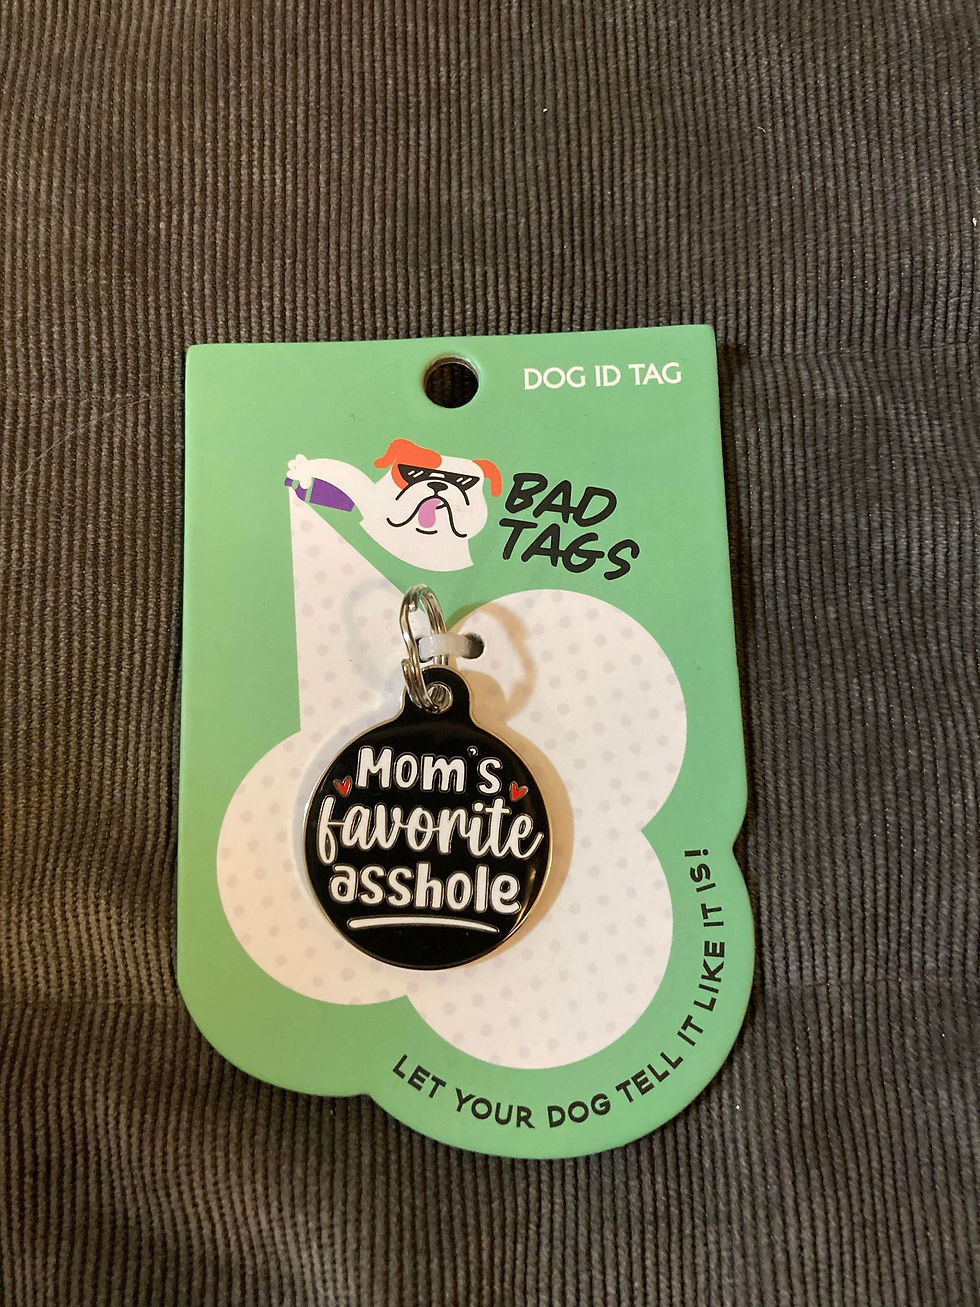 DOG ID TAG
BAD
TAGS
Mom's
favorite
asshole
LET YOUR DOG TELL IT LIKE IT IS!